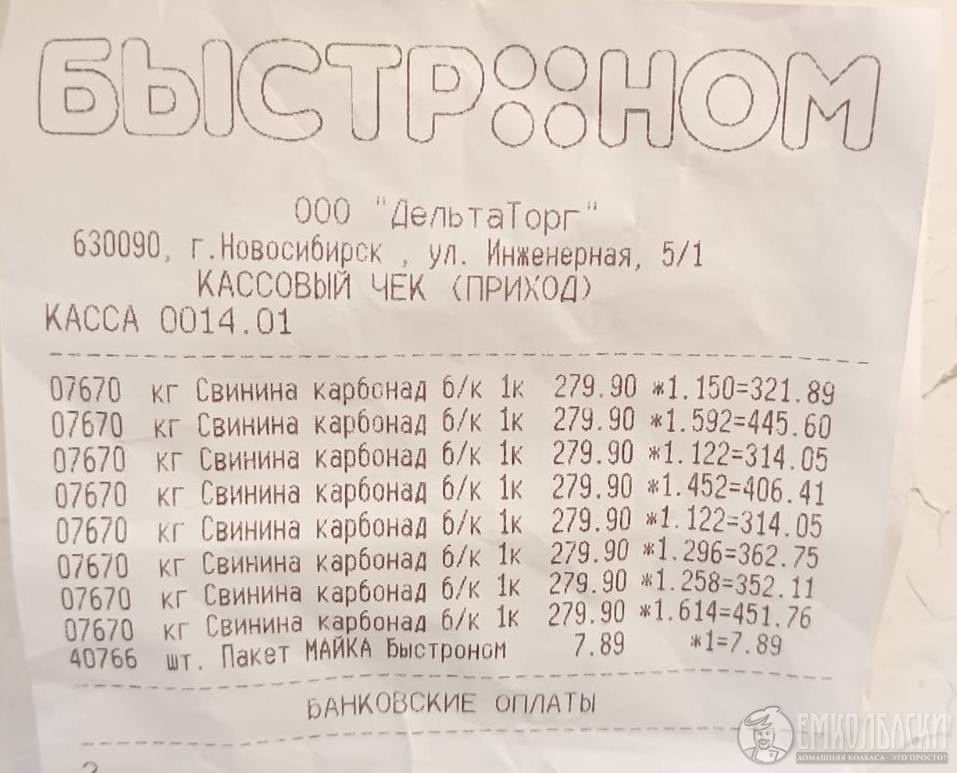 БЫСТРОНОМ
ООО "ДельтаТорг"
630090, г.Новосибирск , ул. Инженерная, 5/1
КАССОВЫЙ ЧЕК (ПРИХОД)
КАССА 0014.01
07670 кг Свинина карбонад б/к 1к 279.90 *1.150=321.89
07670 кг Свинина карбонад б/к 1к 279.90 *1.592=445.60
07670 кг Свинина карбонад б/к 1к 279.90 *1.122=314.05
07670 кг Свинина карбонад б/к 1к 279.90 *1.452=406.41
07670 кг Свинина карбонад б/к 1к 279.90 *1.122=314.05
07670 кг Свинина карбонад б/к 1к 279.90 *1.296=362.75
07670 кг Свинина карбонад б/к 1к 279.90 *1.258=352.11
07670 кг Свинина карбонад б/к 1к 279.90 *1.614=451.76
40766 шт. Пакет МАЙКА Быстроном 7.89 *1=7.89
БАНКОВСКИЕ ОПЛАТЫ
ЕМКОЛБАСКИ
ДОМАШНЯЯ КОЛБАСА - ЭТО ПРОСТО!